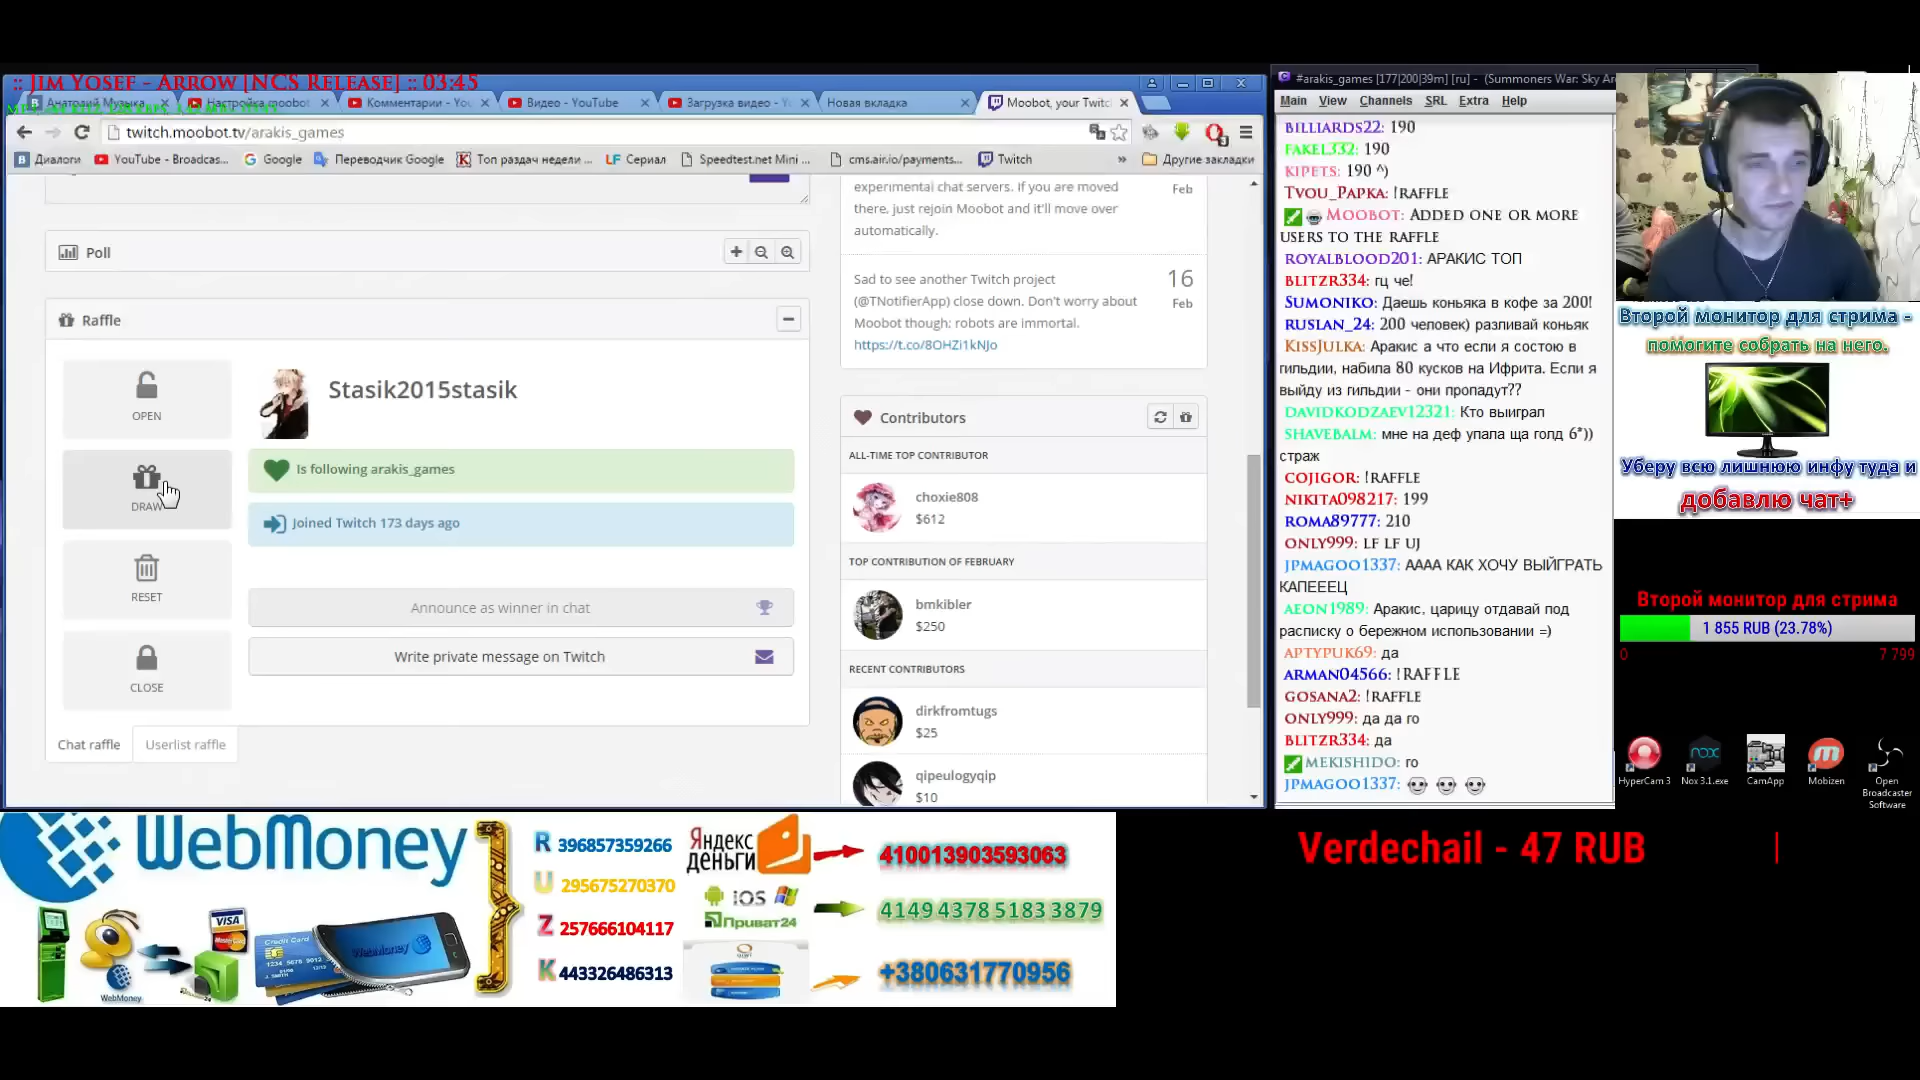 :: Jim Yosef - Arrow [NCS Release] :: 03:45
Анатолий Музыка
Настройка moobot
Комментарии - You
Видео - YouTube
Загрузка видео - Y
Новая вкладка
Moobot, your Twitc
twitch.moobot.tv/arakis_games
Диалоги
YouTube - Broadcas...
Google
Переводчик Google
Топ раздач недели ...
Сериал
Speedtest.net Mini ...
cms.air.io/payments...
Twitch
»
Другие закладки
Poll
Raffle
OPEN
DRAW
RESET
CLOSE
Stasik2015stasik
Is following arakis_games
Joined Twitch 173 days ago
Announce as winner in chat
Write private message on Twitch
Chat raffle
Userlist raffle
experimental chat servers. If you are moved
there, just rejoin Moobot and it'll move over
automatically.
Feb
Sad to see another Twitch project
(@TNotifierApp) close down. Don't worry about
Moobot though; robots are immortal.
https://t.co/8OHZi1kNJo
16
Feb
Contributors
ALL-TIME TOP CONTRIBUTOR
choxie808
$612
TOP CONTRIBUTION OF FEBRUARY
bmkibler
$250
RECENT CONTRIBUTORS
dirkfromtugs
$25
qipeulogyqip
$10
#arakis_games [177|200|39m] [ru] - (Summoners War: Sky Ar
Main View Channels SRL Extra Help
BILLIARDS22: 190
FAKEL332: 190
KIPETS: 190 ^)
TVOU_PAPKA: !RAFFLE
MOOBOT: ADDED ONE OR MORE
USERS TO THE RAFFLE
ROYALBLOOD201: АРАКИС ТОП
BLITZR334: гц че!
SUMONIKO: Даешь коньяка в кофе за 200!
RUSLAN_24: 200 человек) разливай коньяк
KISSJULKA: Аракис а что если я состою в
гильдии, набила 80 кусков на Ифрита. Если я
выйду из гильдии - они пропадут??
DAVIDKODZAEV12321: Кто выиграл
SHAVEBALM: мне на деф упала ща голд 6*))
страж
COJIGOR: !RAFFLE
NIKITA098217: 199
ROMA89777: 210
ONLY999: LF LF UJ
JPMAGOO1337: АААА КАК ХОЧУ ВЫЙГРАТЬ
КАПЕЕЕЦ
AEON1989: Аракис, царицу отдавай под
расписку о бережном использовании =)
APTYPUK69: да
ARMAN04566: !RAFFLE
GOSANA2: !RAFFLE
ONLY999: да да го
BLITZR334: да
MEKISHIDO: го
JPMAGOO1337:
Второй монитор для стрима -
помогите собрать на него.
Уберу всю лишнюю инфу туда и
добавлю чат+
Второй монитор для стрима
1 855 RUB (23.78%)
0
7 799
HyperCam 3
Nox 3.1.exe
CamApp
Mobizen
Open
Broadcaster
Software
Verdechail - 47 RUB
WebMoney
VISA
WebMoney
R 396857359266
U 295675270370
Z 257666104117
K 443326486313
Яндекс
деньги
410013903593063
iOS
Приват24
4149 4378 5183 3879
+380631770956